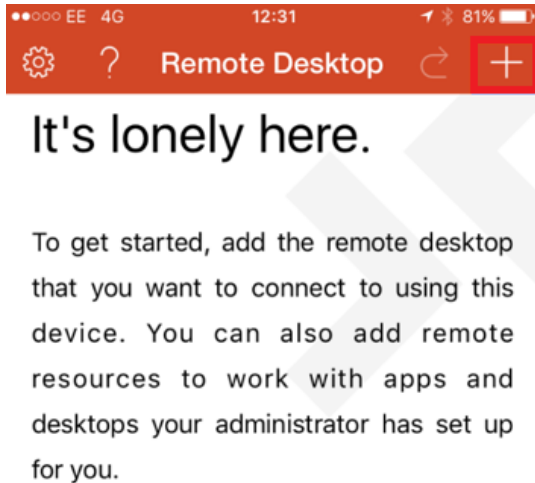 ●●○○○ EE 4G 12:31 81%
? Remote Desktop +
It's lonely here.
To get started, add the remote desktop
that you want to connect to using this
device. You can also add remote
resources to work with apps and
desktops your administrator has set up
for you.